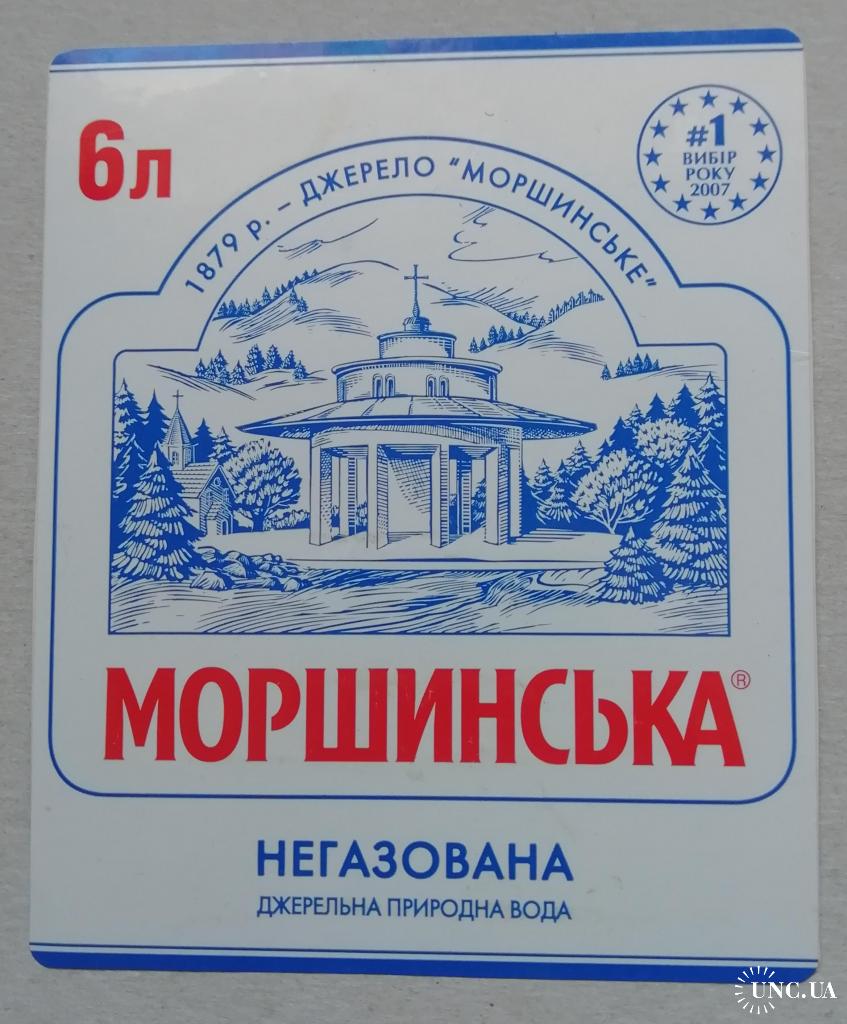 6л
#1
ВИБІР
РОКУ
2007
1879 р. – ДЖЕРЕЛО "МОРШИНСЬКЕ"
МОРШИНСЬКА®
НЕГАЗОВАНА
ДЖЕРЕЛЬНА ПРИРОДНА ВОДА
UNC.UA